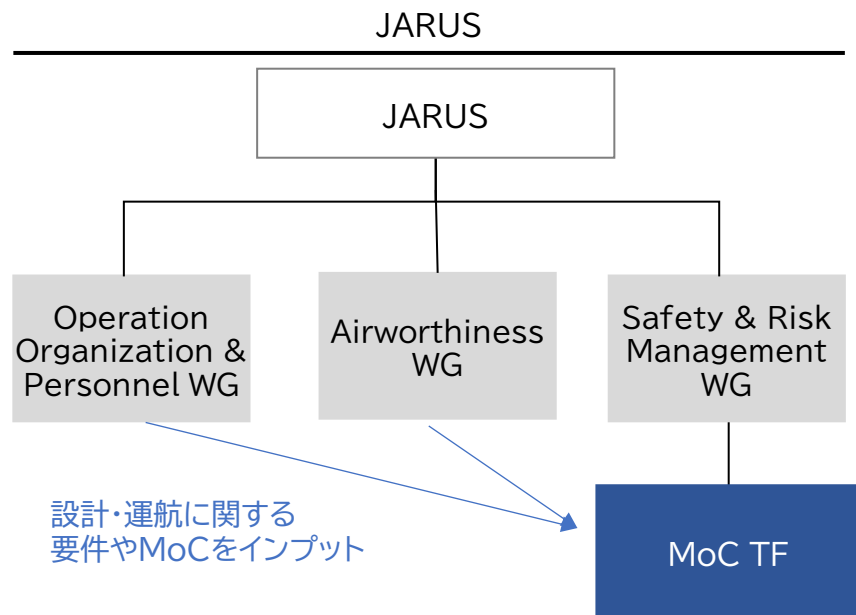 JARUS
JARUS
Operation
Organization &
Personnel WG
Airworthiness
WG
Safety & Risk
Management
WG
設計・運航に関する
要件やMoCをインプット
MoC TF